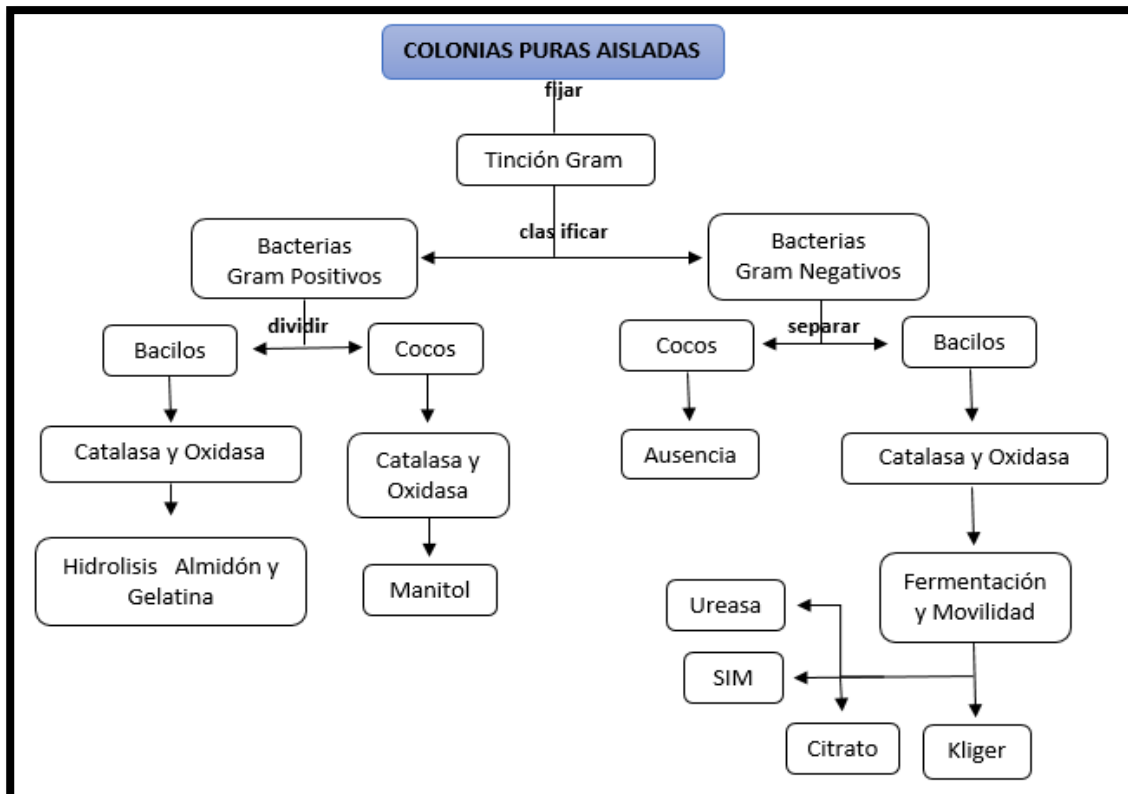 COLONIAS PURAS AISLADAS
fijar
Tinción Gram
clas ificar
Bacterias
Gram Positivos
Bacterias
Gram Negativos
dividir
separar
Bacilos
Cocos
Cocos
Bacilos
Catalasa y Oxidasa
Catalasa y
Oxidasa
Ausencia
Catalasa y Oxidasa
Hidrolisis Almidón y
Gelatina
Manitol
Fermentación
y Movilidad
Ureasa
SIM
Citrato
Kliger